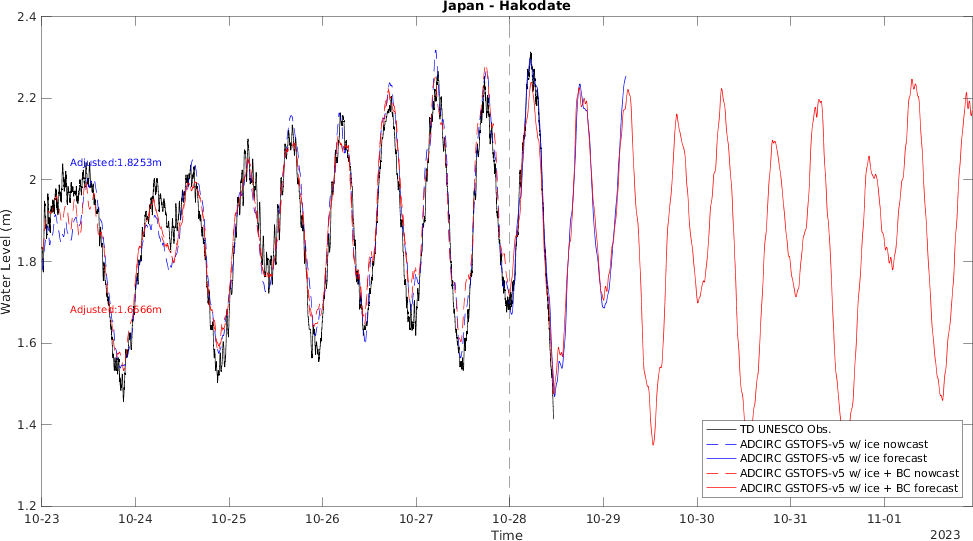 Japan - Hakodate
2.4
2.2
2
1.8
1.6
1.4
1.2
Water Level (m)
Adjusted:1.8253m
Adjusted:1.6566m
TD UNESCO Obs.
ADCIRC GSTOFS-v5 w/ ice nowcast
ADCIRC GSTOFS-v5 w/ ice forecast
ADCIRC GSTOFS-v5 w/ ice + BC nowcast
ADCIRC GSTOFS-v5 w/ ice + BC forecast
10-23 10-24 10-25 10-26 10-27 10-28 10-29 10-30 10-31 11-01
Time
2023